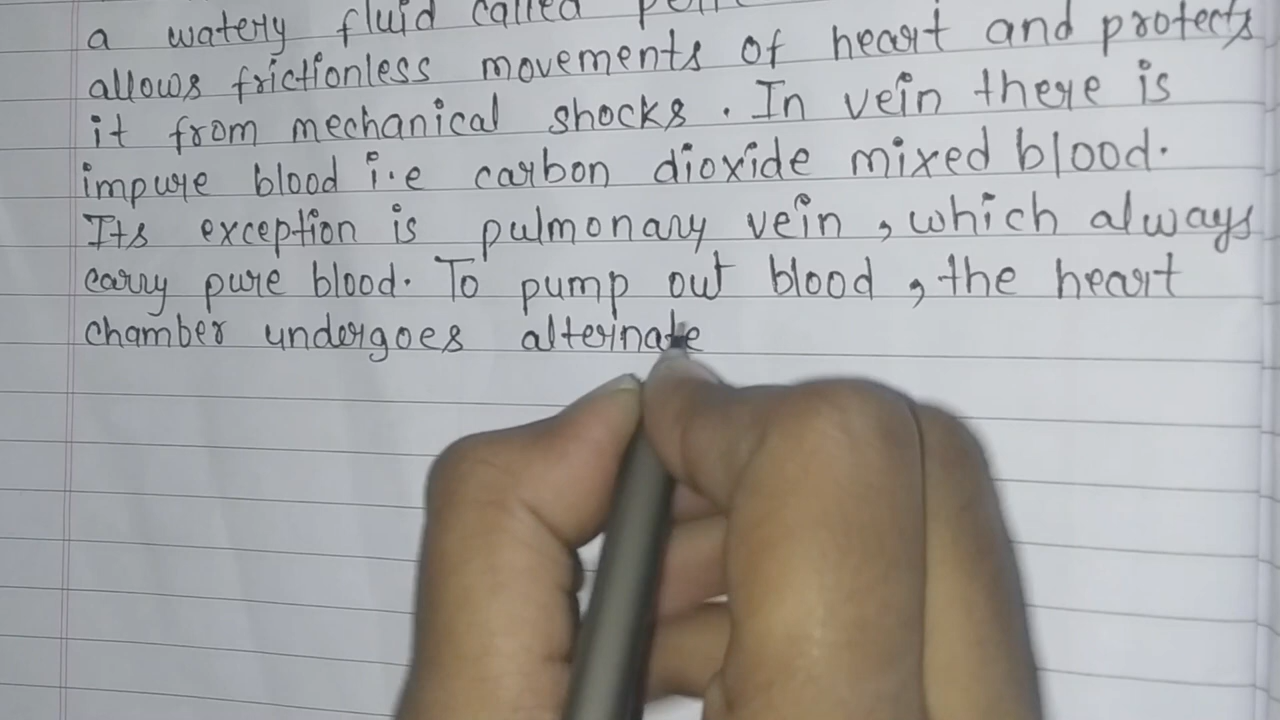 a watery fluid called
allows frictionless movements of heart and protects
it from mechanical shocks. In vein there is
impure blood i.e carbon dioxide mixed blood.
Its exception is pulmonary vein, which always
carry pure blood. To pump out blood, the heart
chamber undergoes alternate